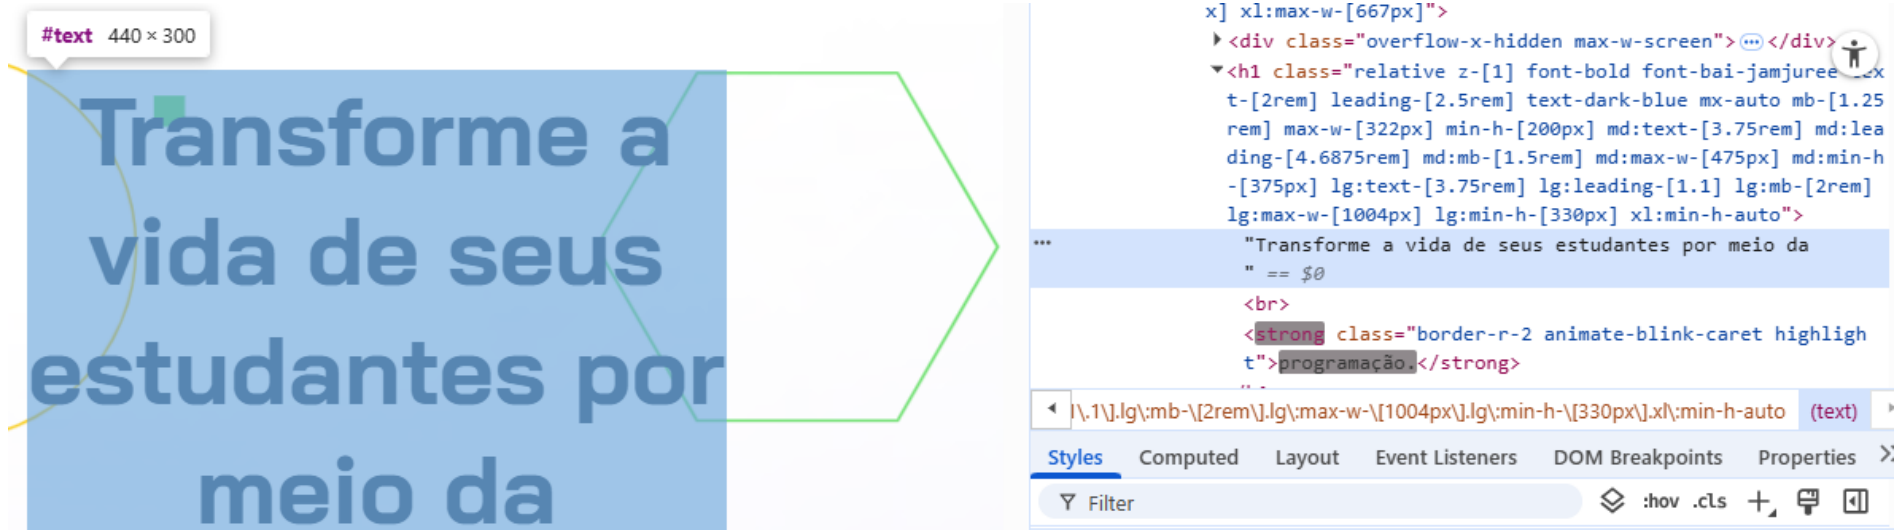 #text 440 × 300
Transforme a
vida de seus
estudantes por
meio da
x] xl:max-w-[667px]">
<div class="overflow-x-hidden max-w-screen">⋯</div>
<h1 class="relative z-[1] font-bold font-bai-jamjuree ex
t-[2rem] leading-[2.5rem] text-dark-blue mx-auto mb-[1.25
rem] max-w-[322px] min-h-[200px] md:text-[3.75rem] md:lea
ding-[4.6875rem] md:mb-[1.5rem] md:max-w-[475px] md:min-h
-[375px] lg:text-[3.75rem] lg:leading-[1.1] lg:mb-[2rem]
lg:max-w-[1004px] lg:min-h-[330px] xl:min-h-auto">
⋯ "Transforme a vida de seus estudantes por meio da
" == $0
<br>
<strong class="border-r-2 animate-blink-caret highligh
t">programação.</strong>
\.1\].lg\:mb-\[2rem\].lg\:max-w-\[1004px\].lg\:min-h-\[330px\].xl\:min-h-auto (text)
Styles Computed Layout Event Listeners DOM Breakpoints Properties
Filter :hov .cls